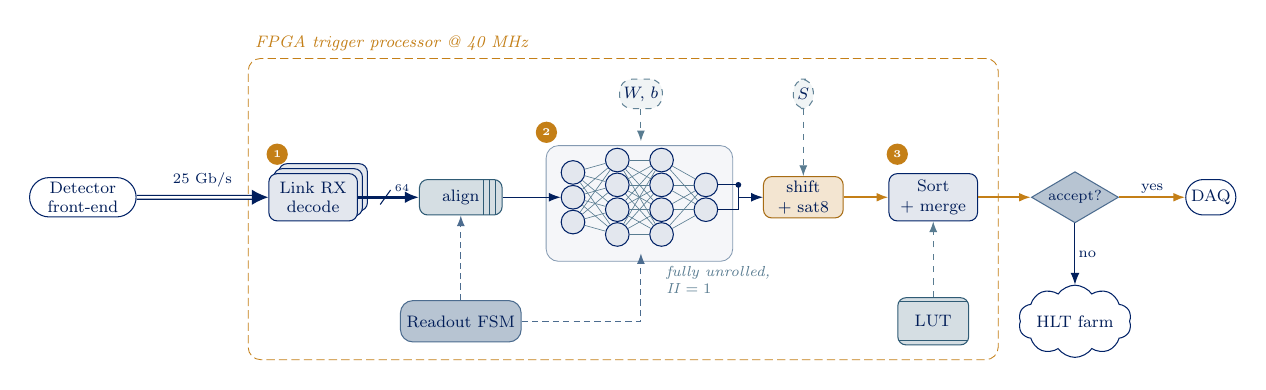 FPGA trigger processor @ 40 MHz
W, b
S
1
2
3
Detector
front-end
25 Gb/s
Link RX
decode
64
align
shift
+ sat8
Sort
+ merge
accept?
yes
DAQ
no
fully unrolled,
II = 1
Readout FSM
LUT
HLT farm